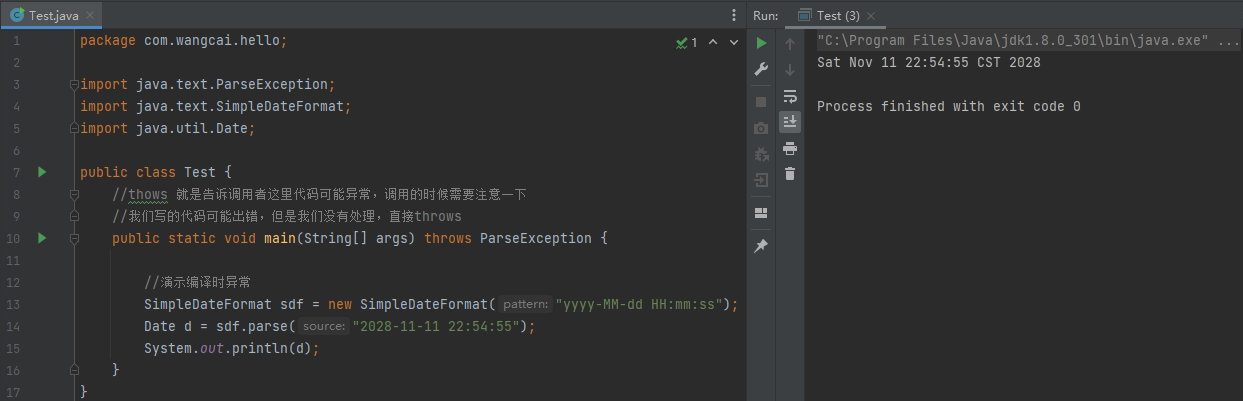 Test.java
1 package com.wangcai.hello;
2
3 import java.text.ParseException;
4 import java.text.SimpleDateFormat;
5 import java.util.Date;
6
7 public class Test {
8 //thows 就是告诉调用者这里代码可能异常，调用的时候需要注意一下
9 //我们写的代码可能出错，但是我们没有处理，直接throws
10 public static void main(String[] args) throws ParseException {
11
12 //演示编译时异常
13 SimpleDateFormat sdf = new SimpleDateFormat( pattern: "yyyy-MM-dd HH:mm:ss");
14 Date d = sdf.parse( source: "2028-11-11 22:54:55");
15 System.out.println(d);
16 }
17 }
1
Run: Test (3)
"C:\Program Files\Java\jdk1.8.0_301\bin\java.exe" ...
Sat Nov 11 22:54:55 CST 2028
Process finished with exit code 0